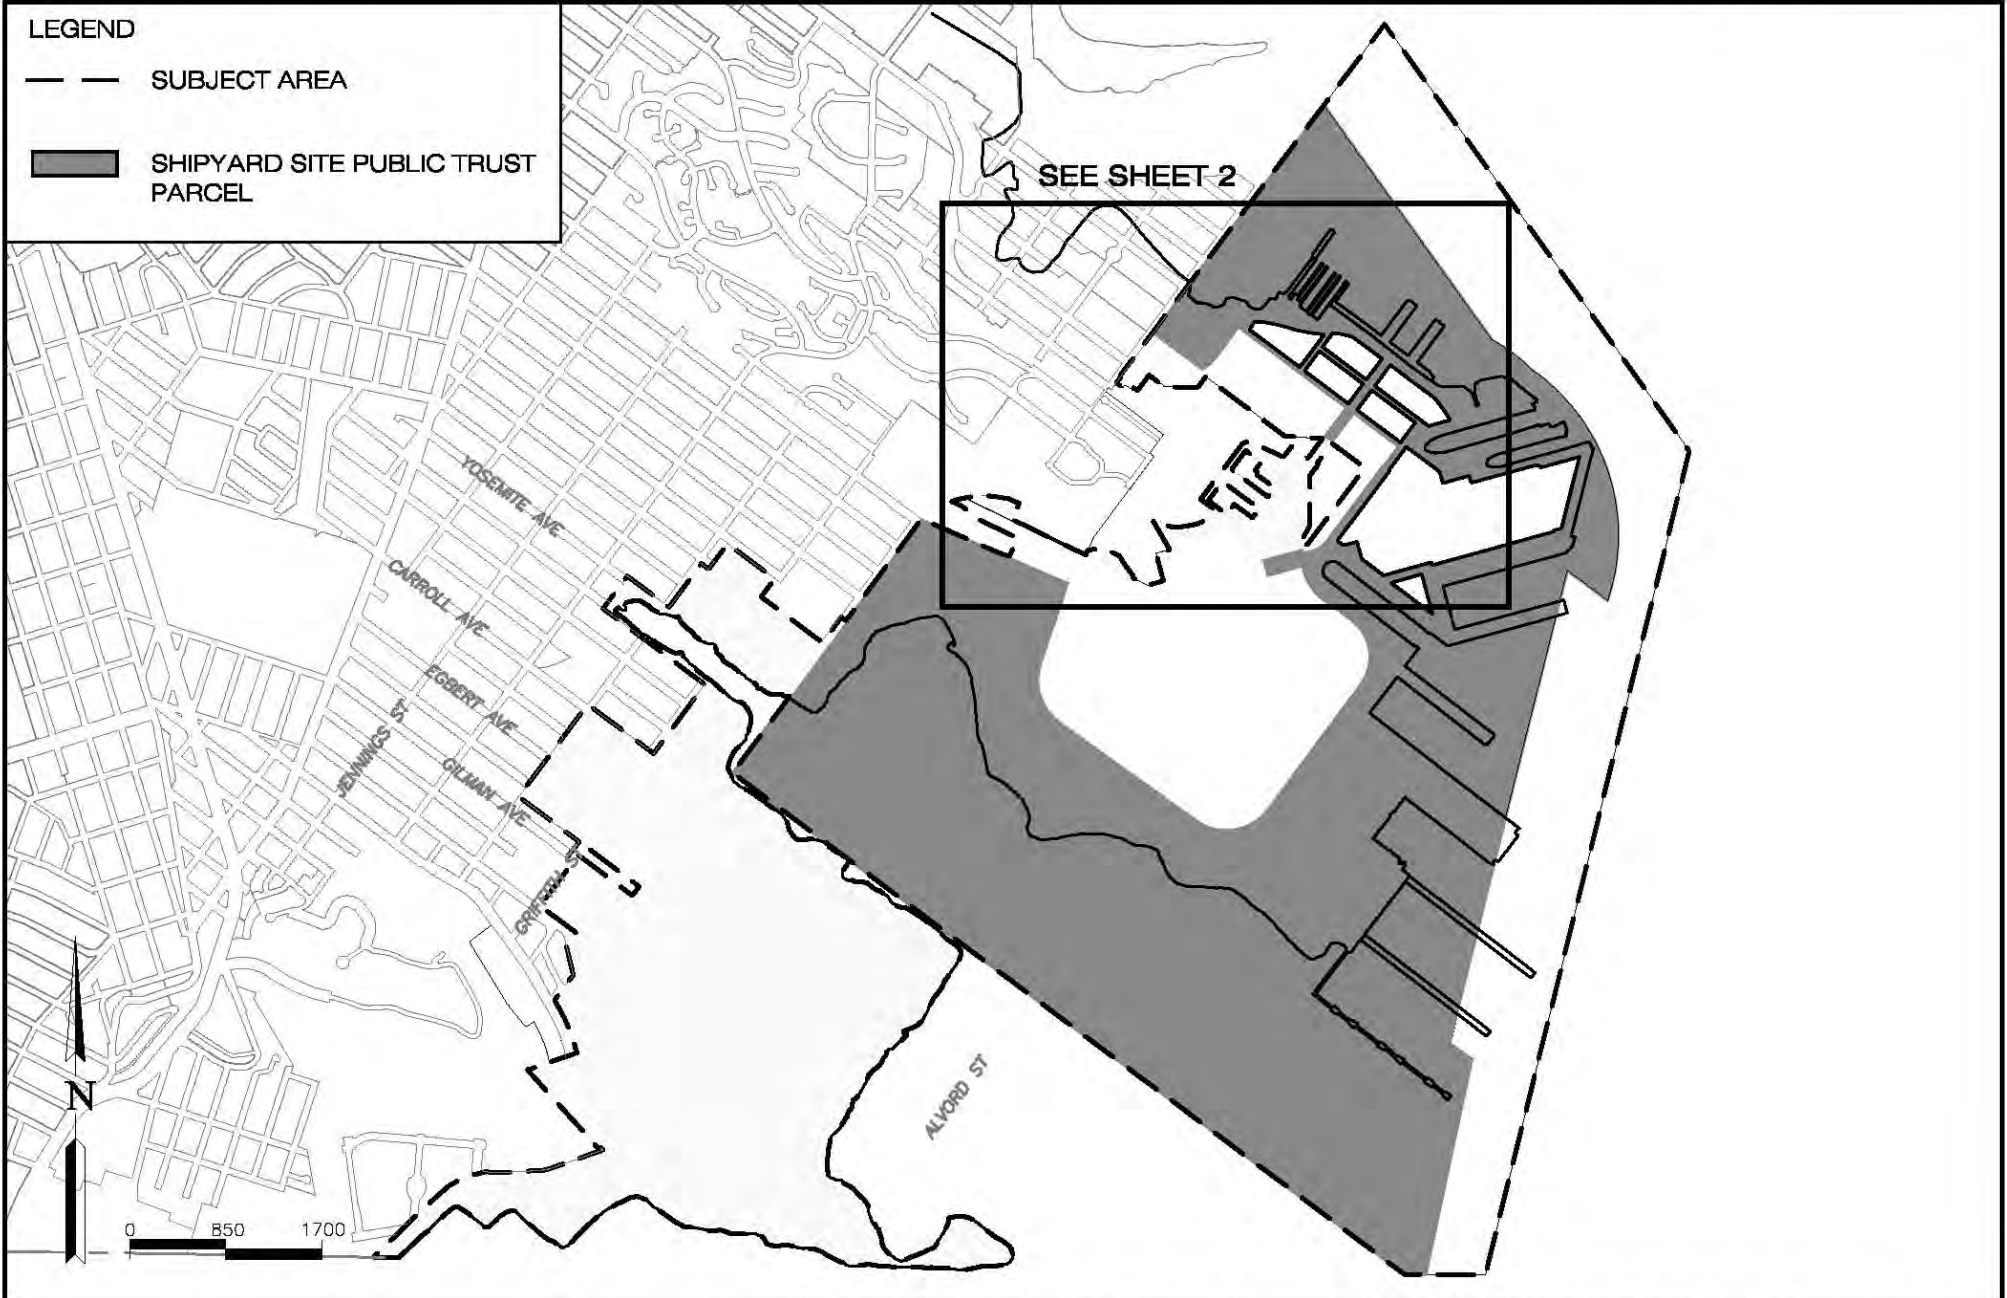 LEGEND
SUBJECT AREA
SHIPYARD SITE PUBLIC TRUST
PARCEL
SEE SHEET 2
YOSEMITE AVE
CARROLL AVE
EGBERT AVE
JENNINGS ST
GILMAN AVE
GRIFFITH S
ALVORD ST
N
0 850 1700